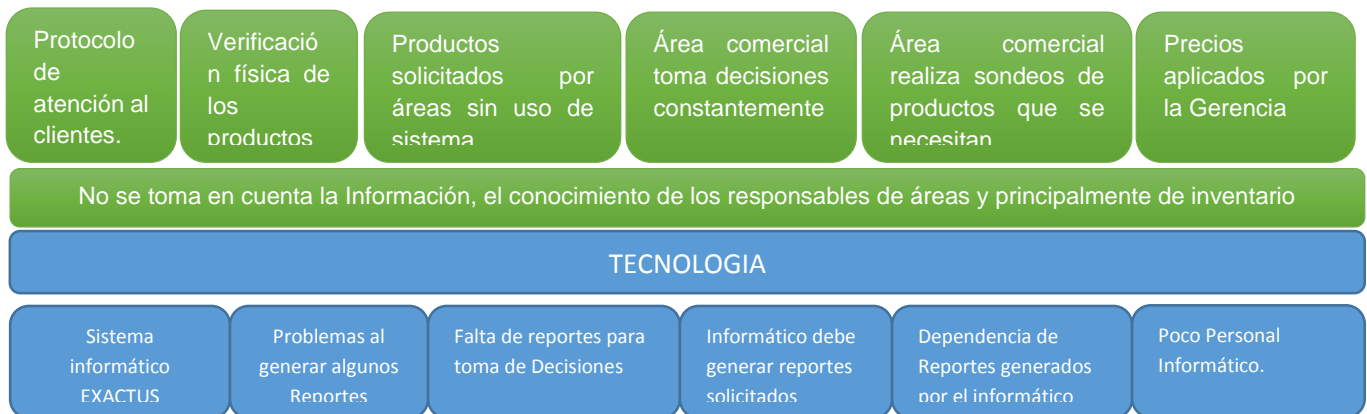 Protocolo
de
atención al
clientes.
Verificació
n física de
los
productos
Productos
solicitados por
áreas sin uso de
sistema
Área comercial
toma decisiones
constantemente
Área comercial
realiza sondeos de
productos que se
necesitan
Precios
aplicados por
la Gerencia
No se toma en cuenta la Información, el conocimiento de los responsables de áreas y principalmente de inventario
TECNOLOGIA
Sistema
informático
EXACTUS
Problemas al
generar algunos
Reportes
Falta de reportes para
toma de Decisiones
Informático debe
generar reportes
solicitados
Dependencia de
Reportes generados
por el informático
Poco Personal
Informático.